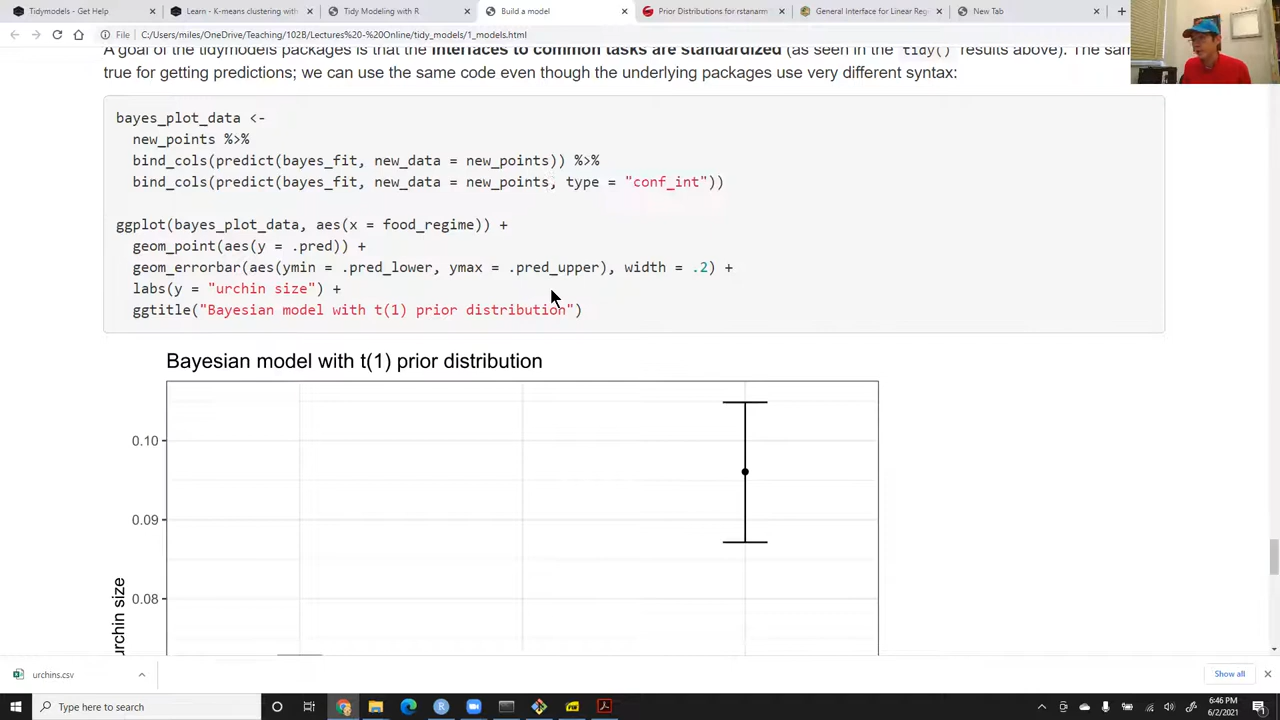 Tidymodels - Get Help
Learn - K-means clustering with
Tidy Modeling with R
Build a model
Prior Distributions for rstanarm
General Interface for Linear Reg
New Tab
File
C:/Users/miles/OneDrive/Teaching/102B/Lectures%20-%20Online/tidy_models/1_models.html
A goal of the tidymodels packages is that the interfaces to common tasks are standardized (as seen in the tidy() results above). The sam
true for getting predictions; we can use the same code even though the underlying packages use very different syntax:
bayes_plot_data <-
new_points %>%
bind_cols(predict(bayes_fit, new_data = new_points)) %>%
bind_cols(predict(bayes_fit, new_data = new_points, type = "conf_int"))
ggplot(bayes_plot_data, aes(x = food_regime)) +
geom_point(aes(y = .pred)) +
geom_errorbar(aes(ymin = .pred_lower, ymax = .pred_upper), width = .2) +
labs(y = "urchin size") +
ggtitle("Bayesian model with t(1) prior distribution")
Bayesian model with t(1) prior distribution
0.10
0.09
0.08
urchin size
urchins.csv
Show all
Type here to search
6:46 PM
6/2/2021